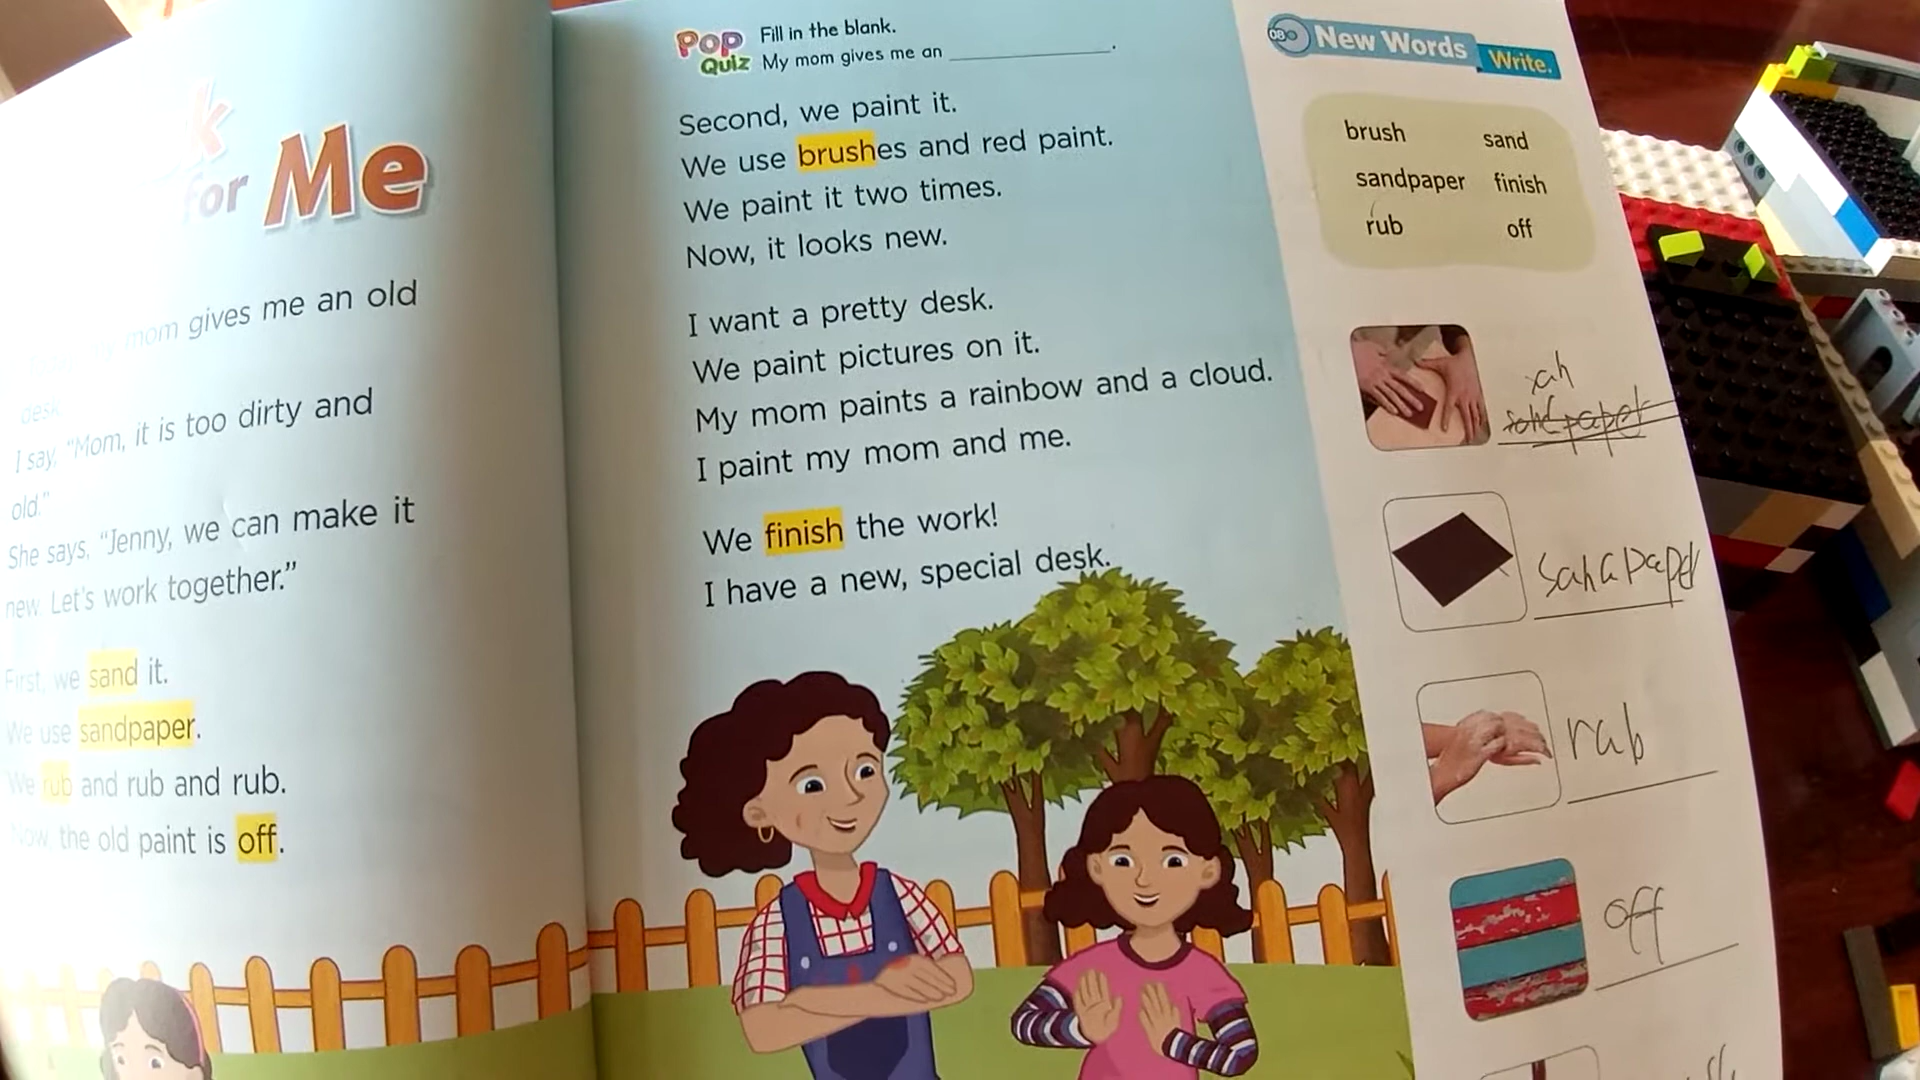 for Me
mom gives me an old
desk
I say, "Mom, it is too dirty and
old."
She says, "Jenny, we can make it
new. Let's work together."
First, we sand it.
We use sandpaper.
We rub and rub and rub.
Now, the old paint is off.
Pop Quiz
Fill in the blank.
My mom gives me an ____________.
Second, we paint it.
We use brushes and red paint.
We paint it two times.
Now, it looks new.
I want a pretty desk.
We paint pictures on it.
My mom paints a rainbow and a cloud.
I paint my mom and me.
We finish the work!
I have a new, special desk.
08 New Words Write.
brush sand
sandpaper finish
rub off
sandpaper
rub
off